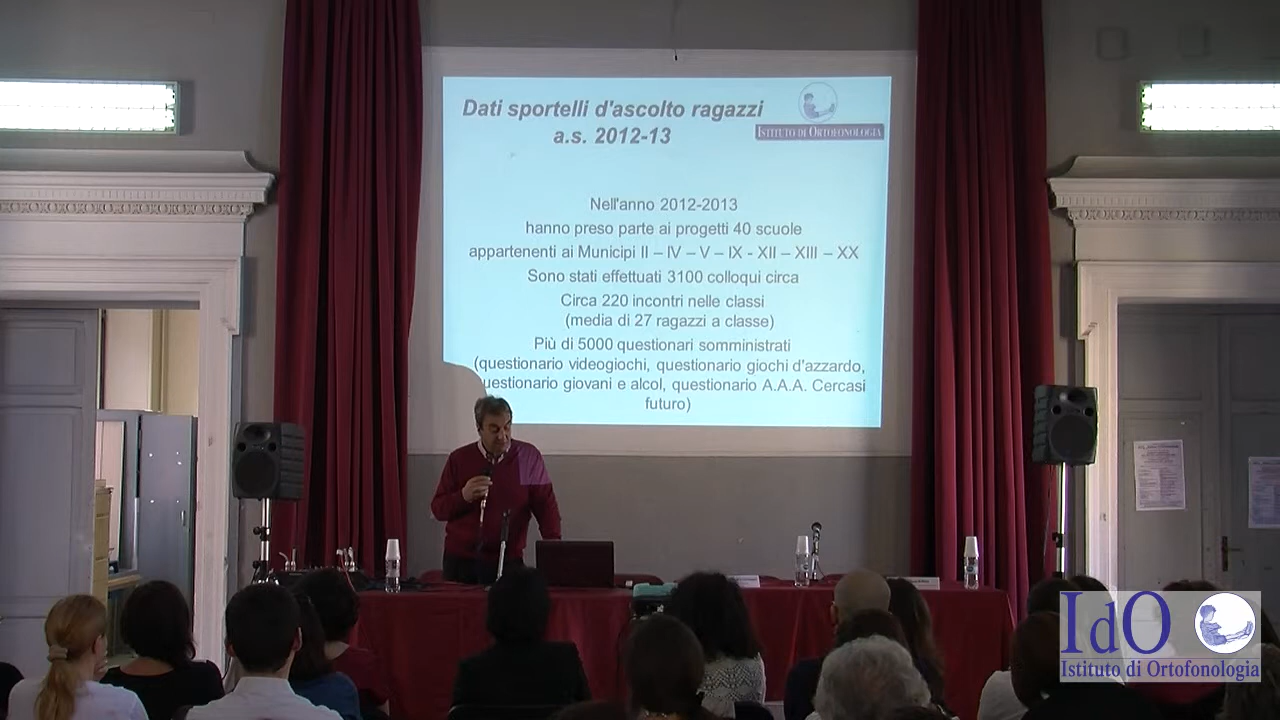 Dati sportelli d'ascolto ragazzi
a.s. 2012-13
ISTITUTO DI ORTOFONOLOGIA
Nell'anno 2012-2013
hanno preso parte ai progetti 40 scuole
appartenenti ai Municipi II – IV – V – IX - XII – XIII – XX
Sono stati effettuati 3100 colloqui circa
Circa 220 incontri nelle classi
(media di 27 ragazzi a classe)
Più di 5000 questionari somministrati
(questionario videogiochi, questionario giochi d'azzardo,
uestionario giovani e alcol, questionario A.A.A. Cercasi
futuro)
IdO
Istituto di Ortofonologia